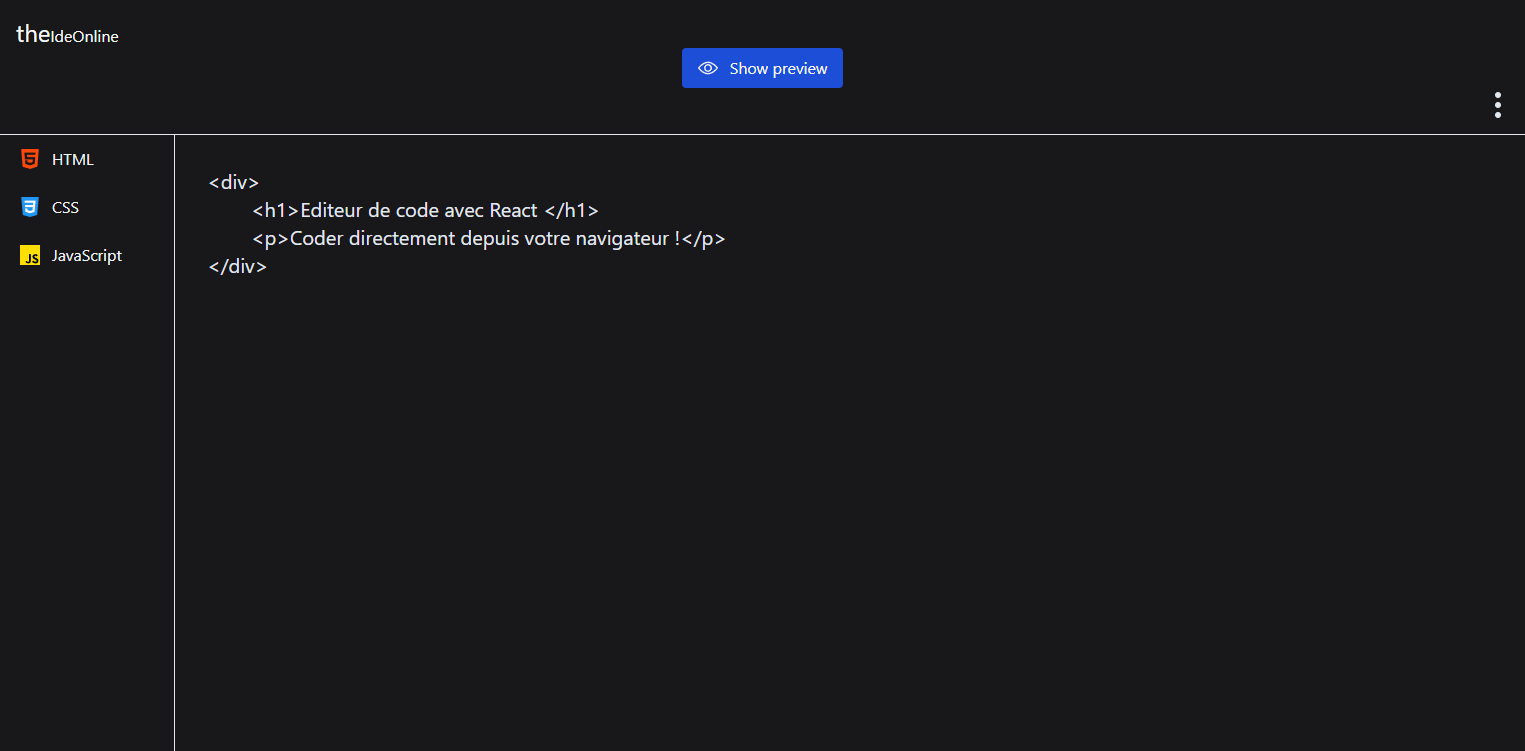 theIdeOnline
Show preview
HTML
CSS
JS JavaScript
<div>
<h1>Editeur de code avec React </h1>
<p>Coder directement depuis votre navigateur !</p>
</div>